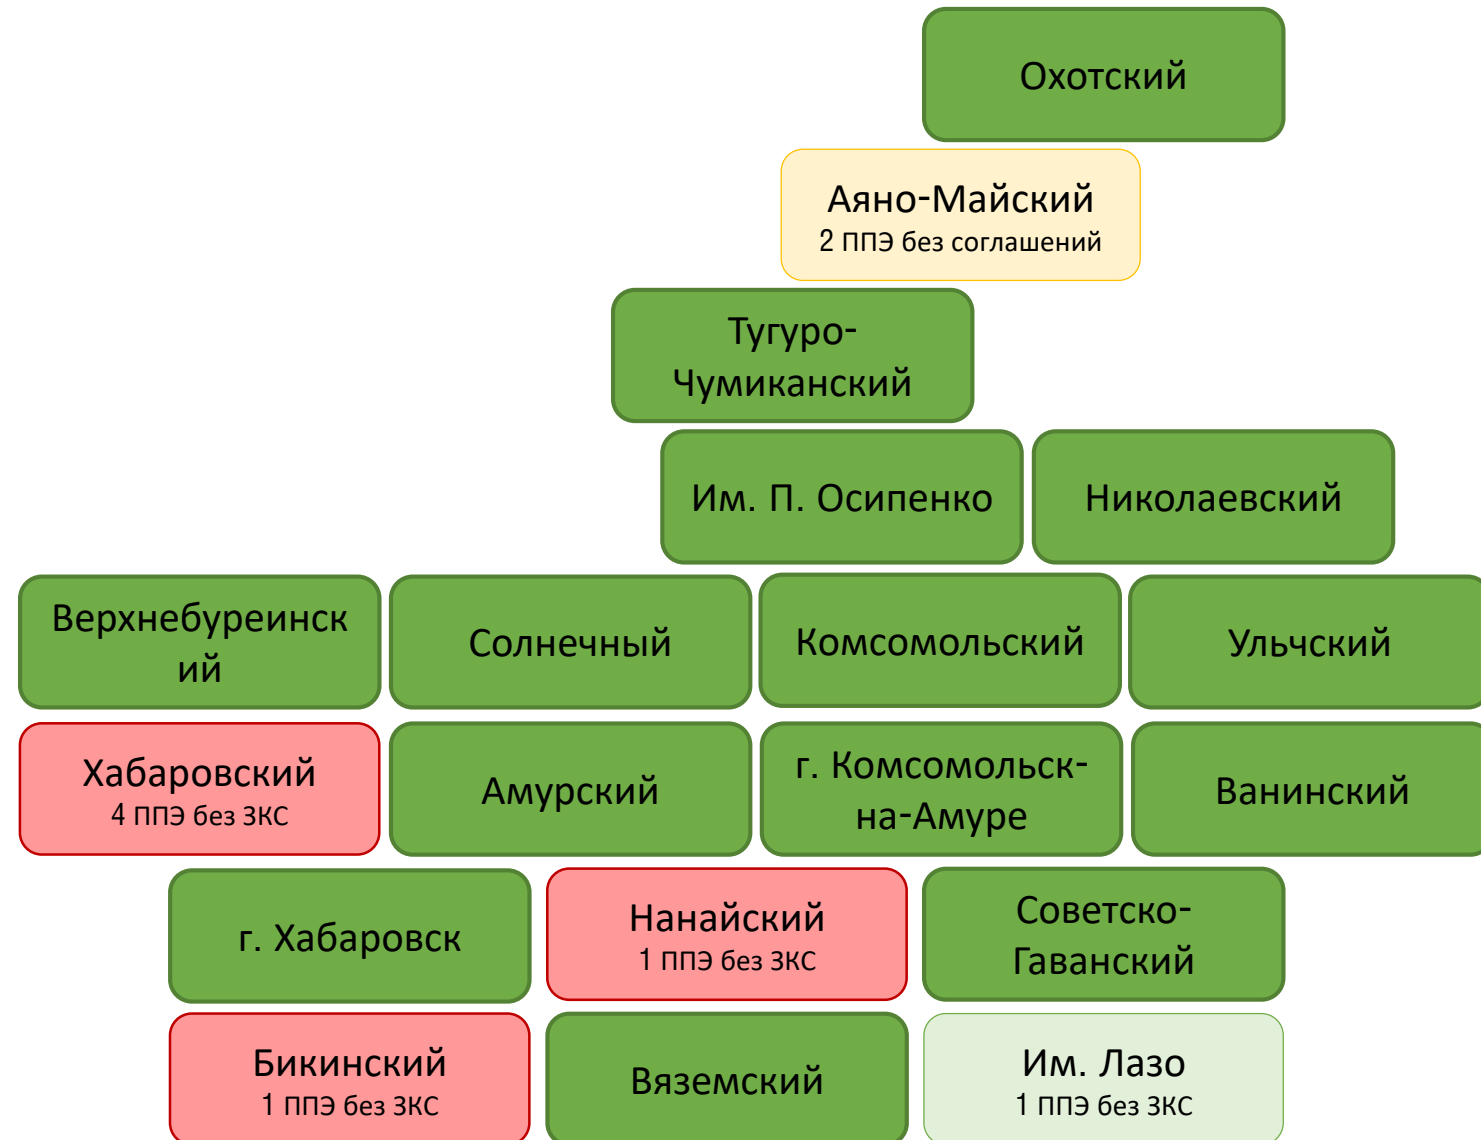 Охотский
Аяно-Майский
2 ППЭ без соглашений
Тугуро-
Чумиканский
Им. П. Осипенко
Николаевский
Верхнебуреинск
ий
Солнечный
Комсомольский
Ульчский
Хабаровский
4 ППЭ без ЗКС
Амурский
г. Комсомольск-
на-Амуре
Ванинский
г. Хабаровск
Нанайский
1 ППЭ без ЗКС
Советско-
Гаванский
Бикинский
1 ППЭ без ЗКС
Вяземский
Им. Лазо
1 ППЭ без ЗКС